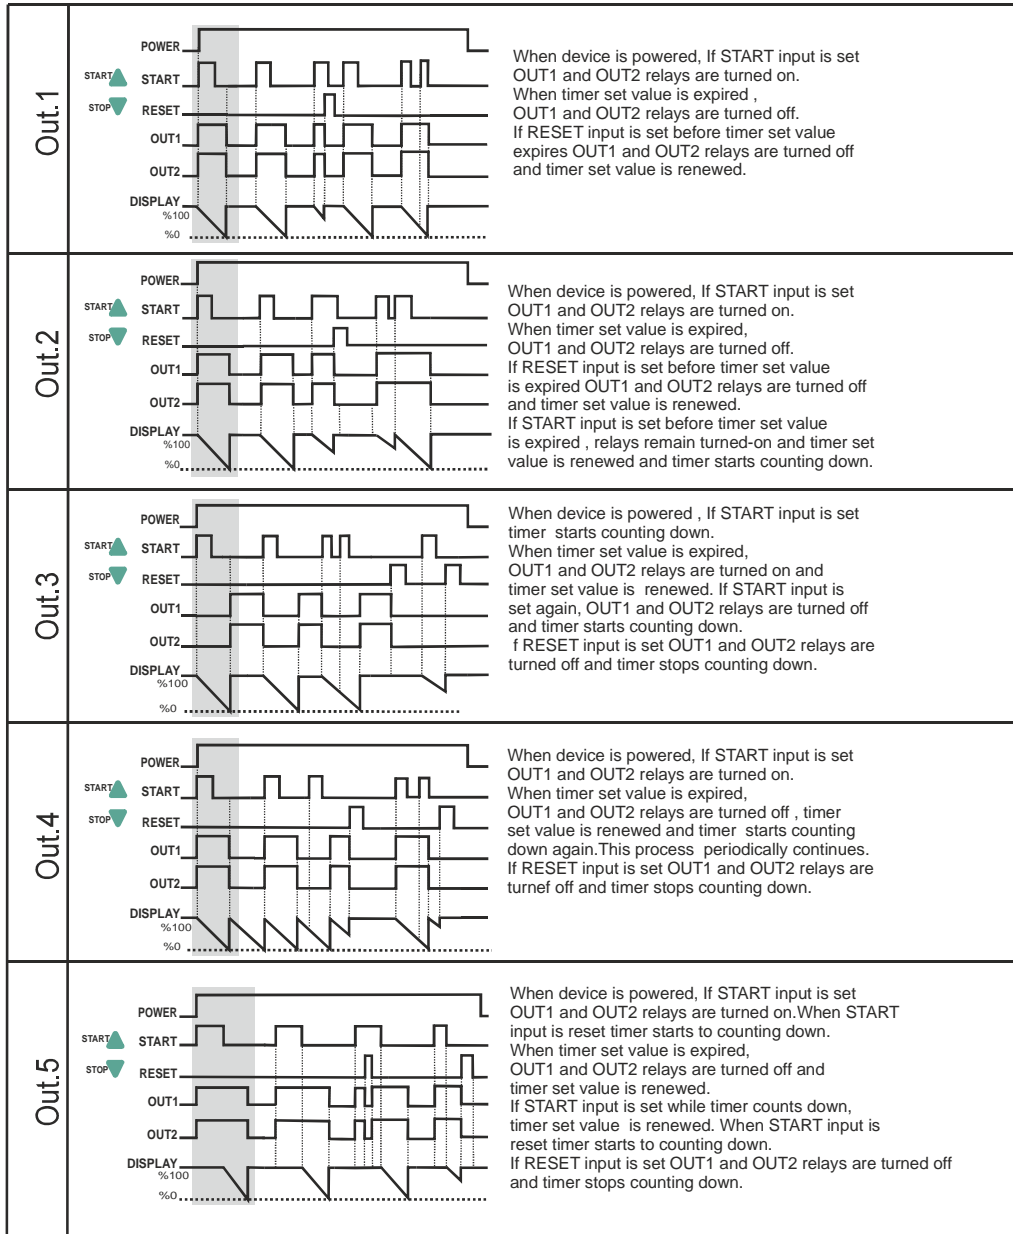 Out.1
POWER
START START
STOP RESET
OUT1
OUT2
DISPLAY
%100
%0
When device is powered, If START input is set
OUT1 and OUT2 relays are turned on.
When timer set value is expired ,
OUT1 and OUT2 relays are turned off.
If RESET input is set before timer set value
expires OUT1 and OUT2 relays are turned off
and timer set value is renewed.
Out.2
POWER
START START
STOP RESET
OUT1
OUT2
DISPLAY
%100
%0
When device is powered, If START input is set
OUT1 and OUT2 relays are turned on.
When timer set value is expired,
OUT1 and OUT2 relays are turned off.
If RESET input is set before timer set value
is expired OUT1 and OUT2 relays are turned off
and timer set value is renewed.
If START input is set before timer set value
is expired , relays remain turned-on and timer set
value is renewed and timer starts counting down.
Out.3
POWER
START START
STOP RESET
OUT1
OUT2
DISPLAY
%100
%0
When device is powered , If START input is set
timer starts counting down.
When timer set value is expired,
OUT1 and OUT2 relays are turned on and
timer set value is renewed. If START input is
set again, OUT1 and OUT2 relays are turned off
and timer starts counting down.
f RESET input is set OUT1 and OUT2 relays are
turned off and timer stops counting down.
Out.4
POWER
START START
STOP RESET
OUT1
OUT2
DISPLAY
%100
%0
When device is powered, If START input is set
OUT1 and OUT2 relays are turned on.
When timer set value is expired,
OUT1 and OUT2 relays are turned off , timer
set value is renewed and timer starts counting
down again.This process periodically continues.
If RESET input is set OUT1 and OUT2 relays are
turnef off and timer stops counting down.
Out.5
POWER
START START
STOP RESET
OUT1
OUT2
DISPLAY
%100
%0
When device is powered, If START input is set
OUT1 and OUT2 relays are turned on.When START
input is reset timer starts to counting down.
When timer set value is expired,
OUT1 and OUT2 relays are turned off and
timer set value is renewed.
If START input is set while timer counts down,
timer set value is renewed. When START input is
reset timer starts to counting down.
If RESET input is set OUT1 and OUT2 relays are turned off
and timer stops counting down.